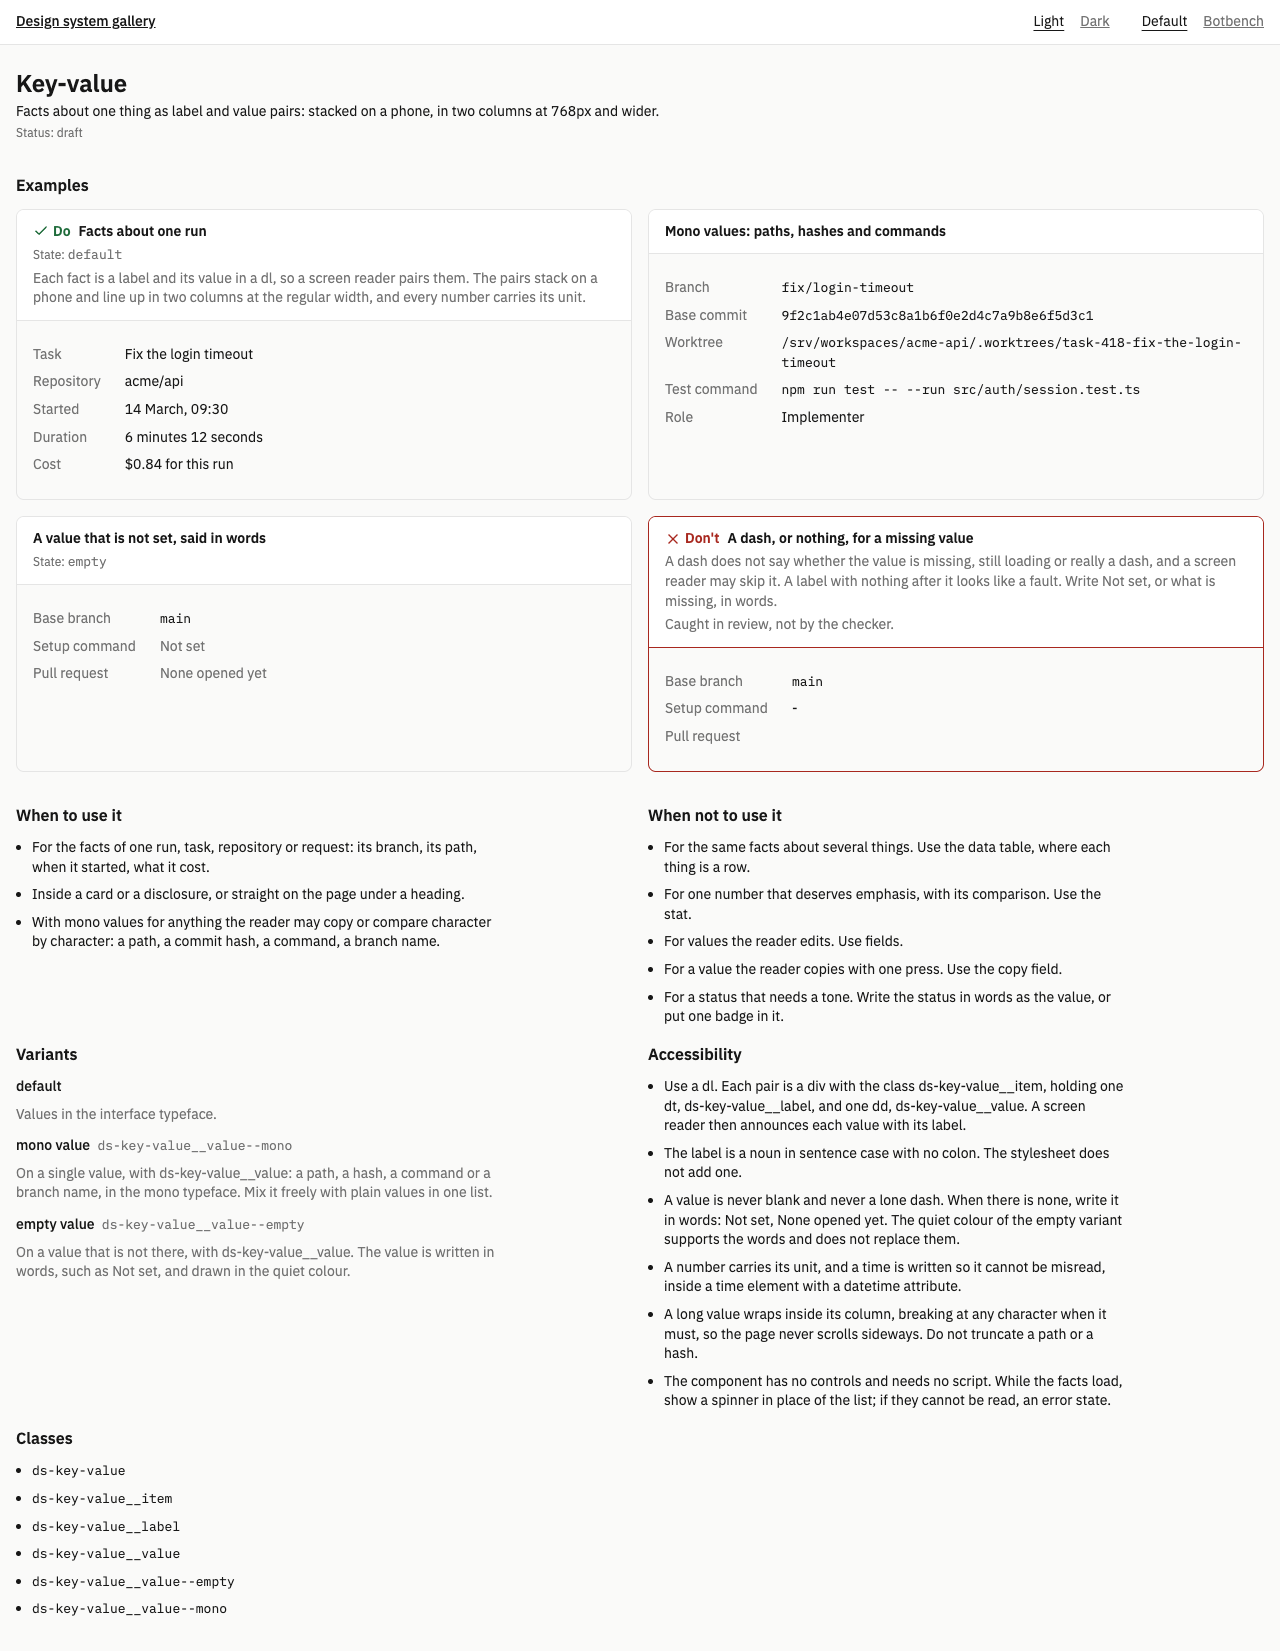 Design system gallery
Light Dark Default Botbench
Key-value
Facts about one thing as label and value pairs: stacked on a phone, in two columns at 768px and wider.
Status: draft
Examples
Do Facts about one run
State: default
Each fact is a label and its value in a dl, so a screen reader pairs them. The pairs stack on a
phone and line up in two columns at the regular width, and every number carries its unit.
Task Fix the login timeout
Repository acme/api
Started 14 March, 09:30
Duration 6 minutes 12 seconds
Cost $0.84 for this run
Mono values: paths, hashes and commands
Branch fix/login-timeout
Base commit 9f2c1ab4e07d53c8a1b6f0e2d4c7a9b8e6f5d3c1
Worktree /srv/workspaces/acme-api/.worktrees/task-418-fix-the-login-
timeout
Test command npm run test -- --run src/auth/session.test.ts
Role Implementer
A value that is not set, said in words
State: empty
Base branch main
Setup command Not set
Pull request None opened yet
Don't A dash, or nothing, for a missing value
A dash does not say whether the value is missing, still loading or really a dash, and a screen
reader may skip it. A label with nothing after it looks like a fault. Write Not set, or what is
missing, in words.
Caught in review, not by the checker.
Base branch main
Setup command -
Pull request
When to use it
For the facts of one run, task, repository or request: its branch, its path,
when it started, what it cost.
Inside a card or a disclosure, or straight on the page under a heading.
With mono values for anything the reader may copy or compare character
by character: a path, a commit hash, a command, a branch name.
When not to use it
For the same facts about several things. Use the data table, where each
thing is a row.
For one number that deserves emphasis, with its comparison. Use the
stat.
For values the reader edits. Use fields.
For a value the reader copies with one press. Use the copy field.
For a status that needs a tone. Write the status in words as the value, or
put one badge in it.
Variants
default
Values in the interface typeface.
mono value ds-key-value__value--mono
On a single value, with ds-key-value__value: a path, a hash, a command or a
branch name, in the mono typeface. Mix it freely with plain values in one list.
empty value ds-key-value__value--empty
On a value that is not there, with ds-key-value__value. The value is written in
words, such as Not set, and drawn in the quiet colour.
Accessibility
Use a dl. Each pair is a div with the class ds-key-value__item, holding one
dt, ds-key-value__label, and one dd, ds-key-value__value. A screen
reader then announces each value with its label.
The label is a noun in sentence case with no colon. The stylesheet does
not add one.
A value is never blank and never a lone dash. When there is none, write it
in words: Not set, None opened yet. The quiet colour of the empty variant
supports the words and does not replace them.
A number carries its unit, and a time is written so it cannot be misread,
inside a time element with a datetime attribute.
A long value wraps inside its column, breaking at any character when it
must, so the page never scrolls sideways. Do not truncate a path or a
hash.
The component has no controls and needs no script. While the facts load,
show a spinner in place of the list; if they cannot be read, an error state.
Classes
ds-key-value
ds-key-value__item
ds-key-value__label
ds-key-value__value
ds-key-value__value--empty
ds-key-value__value--mono